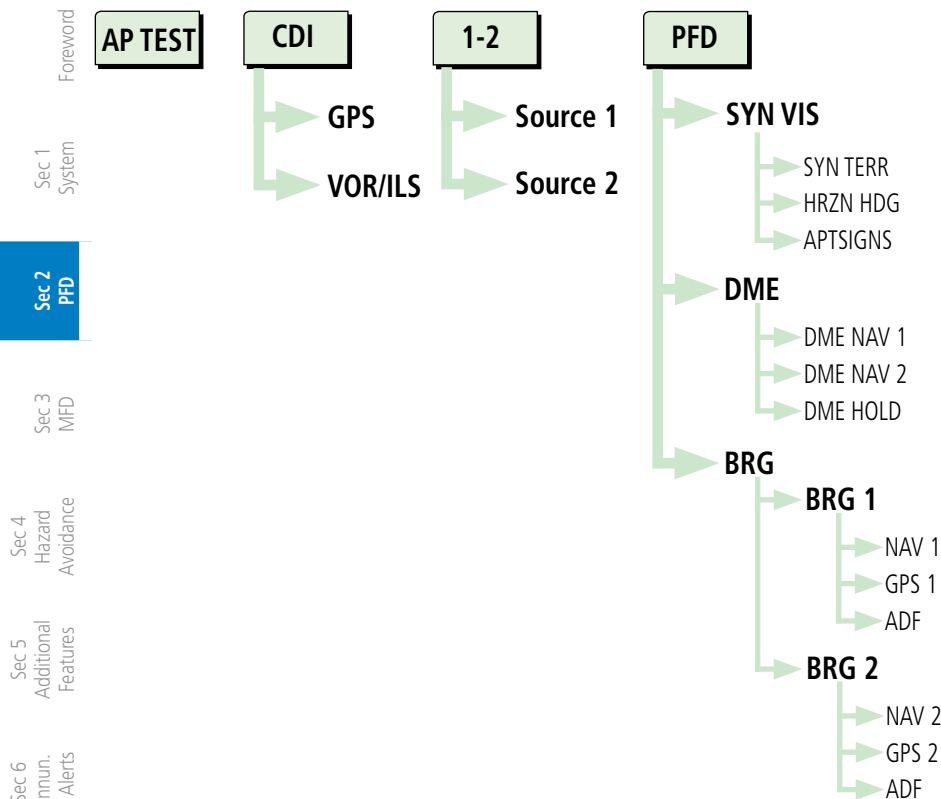 Foreword
Sec 1
System
Sec 2
PFD
Sec 3
MFD
Sec 4
Hazard
Avoidance
Sec 5
Additional
Features
Sec 6
Alerts
AP TEST
CDI
GPS
VOR/ILS
1-2
Source 1
Source 2
PFD
SYN VIS
SYN TERR
HRZN HDG
APTSIGNS
DME
DME NAV 1
DME NAV 2
DME HOLD
BRG
BRG 1
NAV 1
GPS 1
ADF
BRG 2
NAV 2
GPS 2
ADF